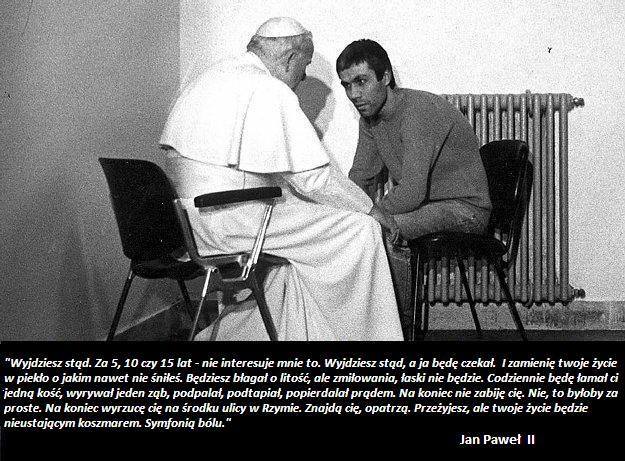 "Wyjdziesz stąd. Za 5, 10 czy 15 lat - nie interesuje mnie to. Wyjdziesz stąd, a ja będę czekał.  I zamienię twoje życie
w piekło o jakim nawet nie śniłeś. Będziesz błagał o litość, ale zmiłowania, łaski nie będzie. Codziennie będę łamał ci
jedną kość, wyrywał jeden ząb, podpalał, podtapiał, popierdalał prądem. Na koniec nie zabiję cię. Nie, to byłoby za
proste. Na koniec wyrzucę cię na środku ulicy w Rzymie. Znajdą cię, opatrzą. Przeżyjesz, ale twoje życie będzie
nieustającym koszmarem. Symfonią bólu."
Jan Paweł  II